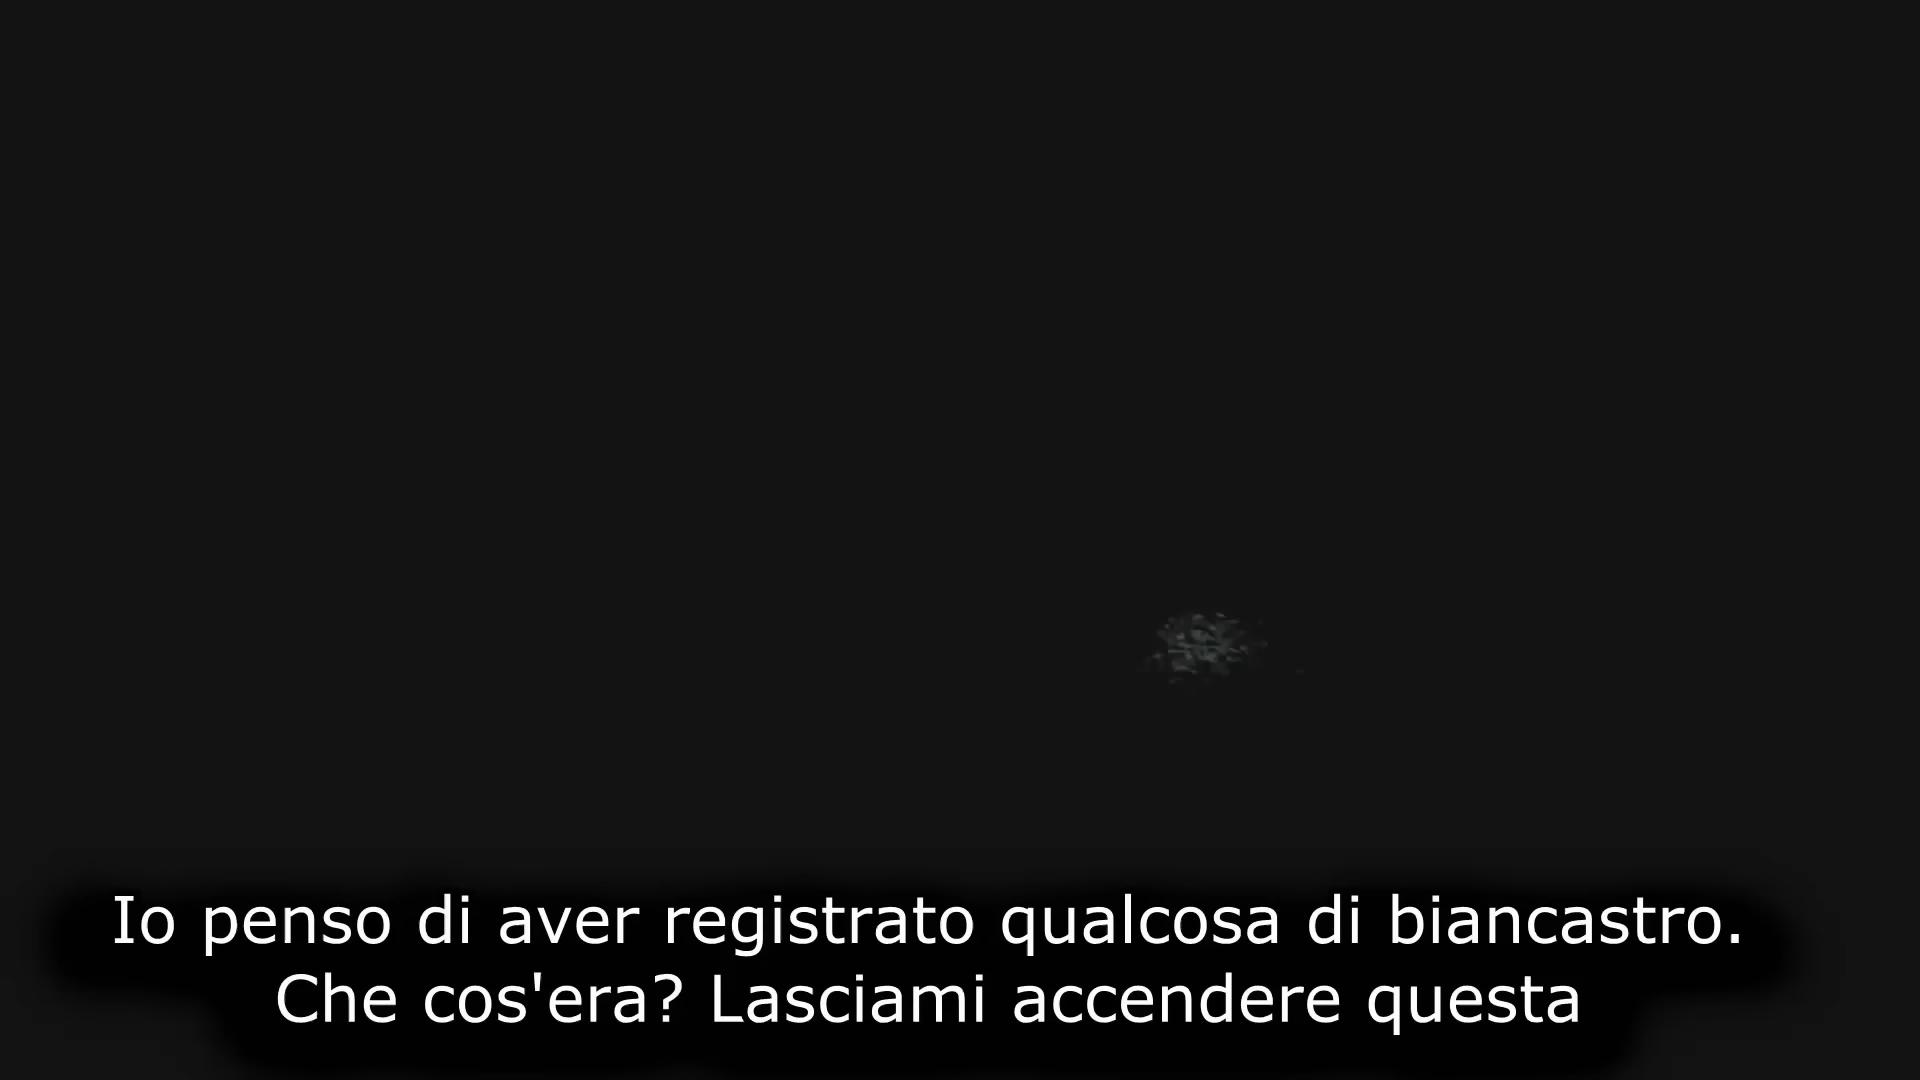 Io penso di aver registrato qualcosa di biancastro.
Che cos'era? Lasciami accendere questa